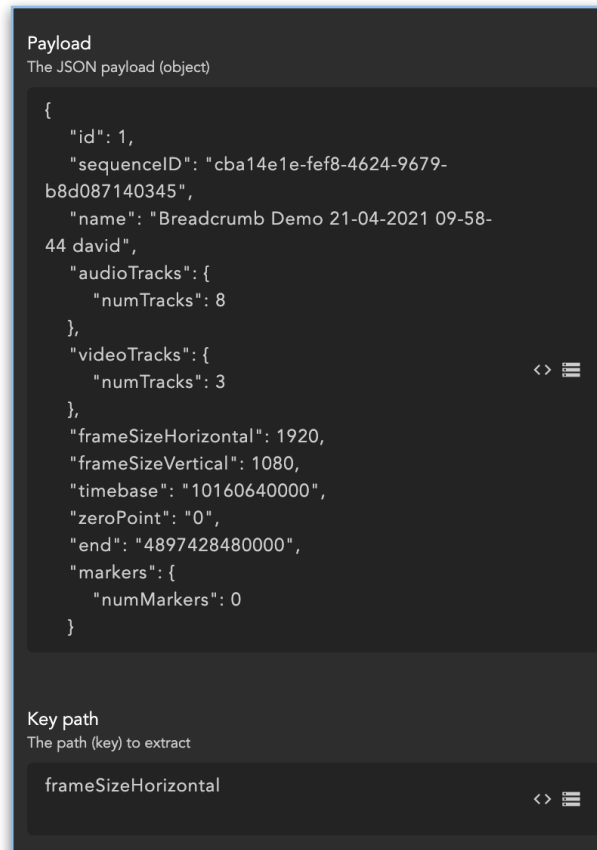 Payload
The JSON payload (object)
{
"id": 1,
"sequenceID": "cba14e1e-fef8-4624-9679-
b8d087140345",
"name": "Breadcrumb Demo 21-04-2021 09-58-
44 david",
"audioTracks": {
"numTracks": 8
},
"videoTracks": {
"numTracks": 3
},
"frameSizeHorizontal": 1920,
"frameSizeVertical": 1080,
"timebase": "10160640000",
"zeroPoint": "0",
"end": "4897428480000",
"markers": {
"numMarkers": 0
}
Key path
The path (key) to extract
frameSizeHorizontal